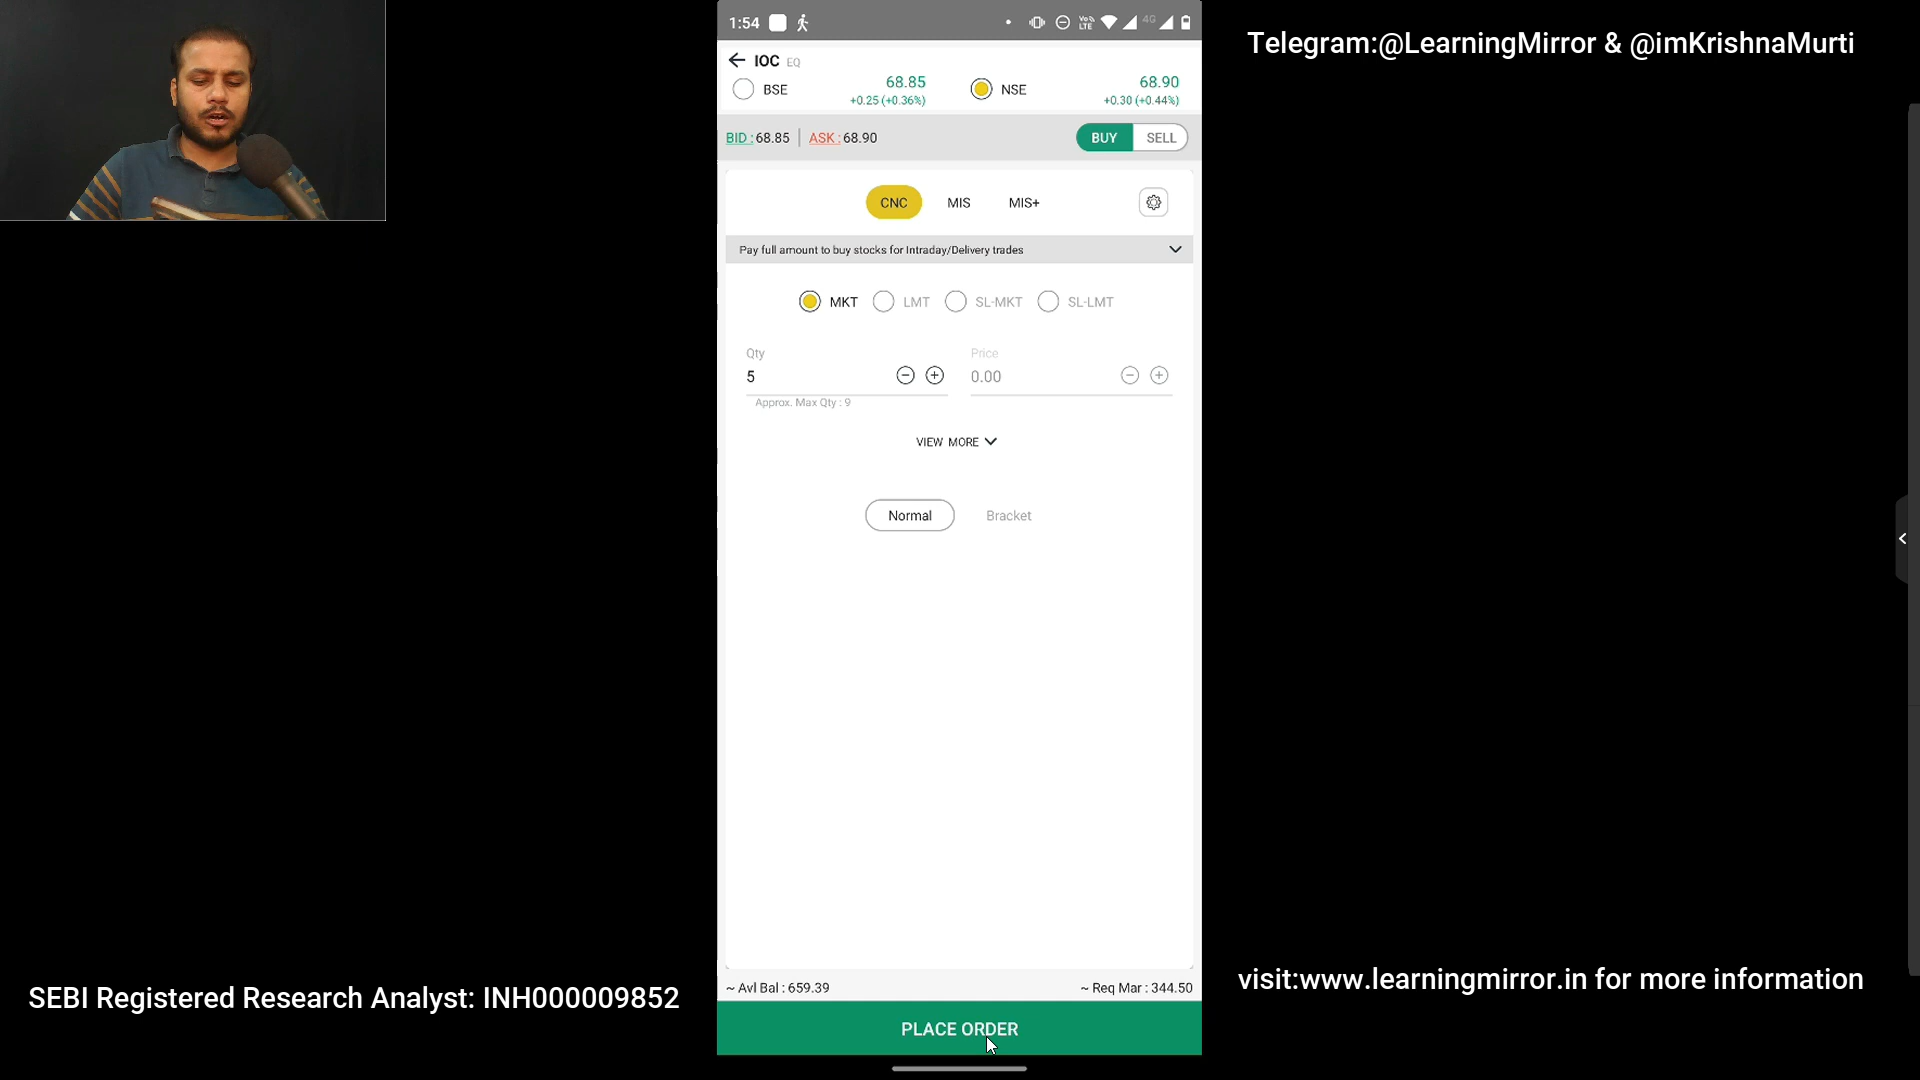 Telegram:@LearningMirror & @imKrishnaMurti
1:54
Vo LTE
4G
IOC EQ
BSE 68.85 NSE 68.90
+0.25 (+0.36%) +0.30 (+0.44%)
BID : 68.85 | ASK : 68.90 BUY SELL
CNC MIS MIS+
Pay full amount to buy stocks for Intraday/Delivery trades
MKT LMT SL-MKT SL-LMT
Qty Price
5 0.00
Approx. Max Qty : 9
VIEW MORE
Normal Bracket
~ Avl Bal : 659.39 ~ Req Mar : 344.50
PLACE ORDER
SEBI Registered Research Analyst: INH000009852
visit:www.learningmirror.in for more information